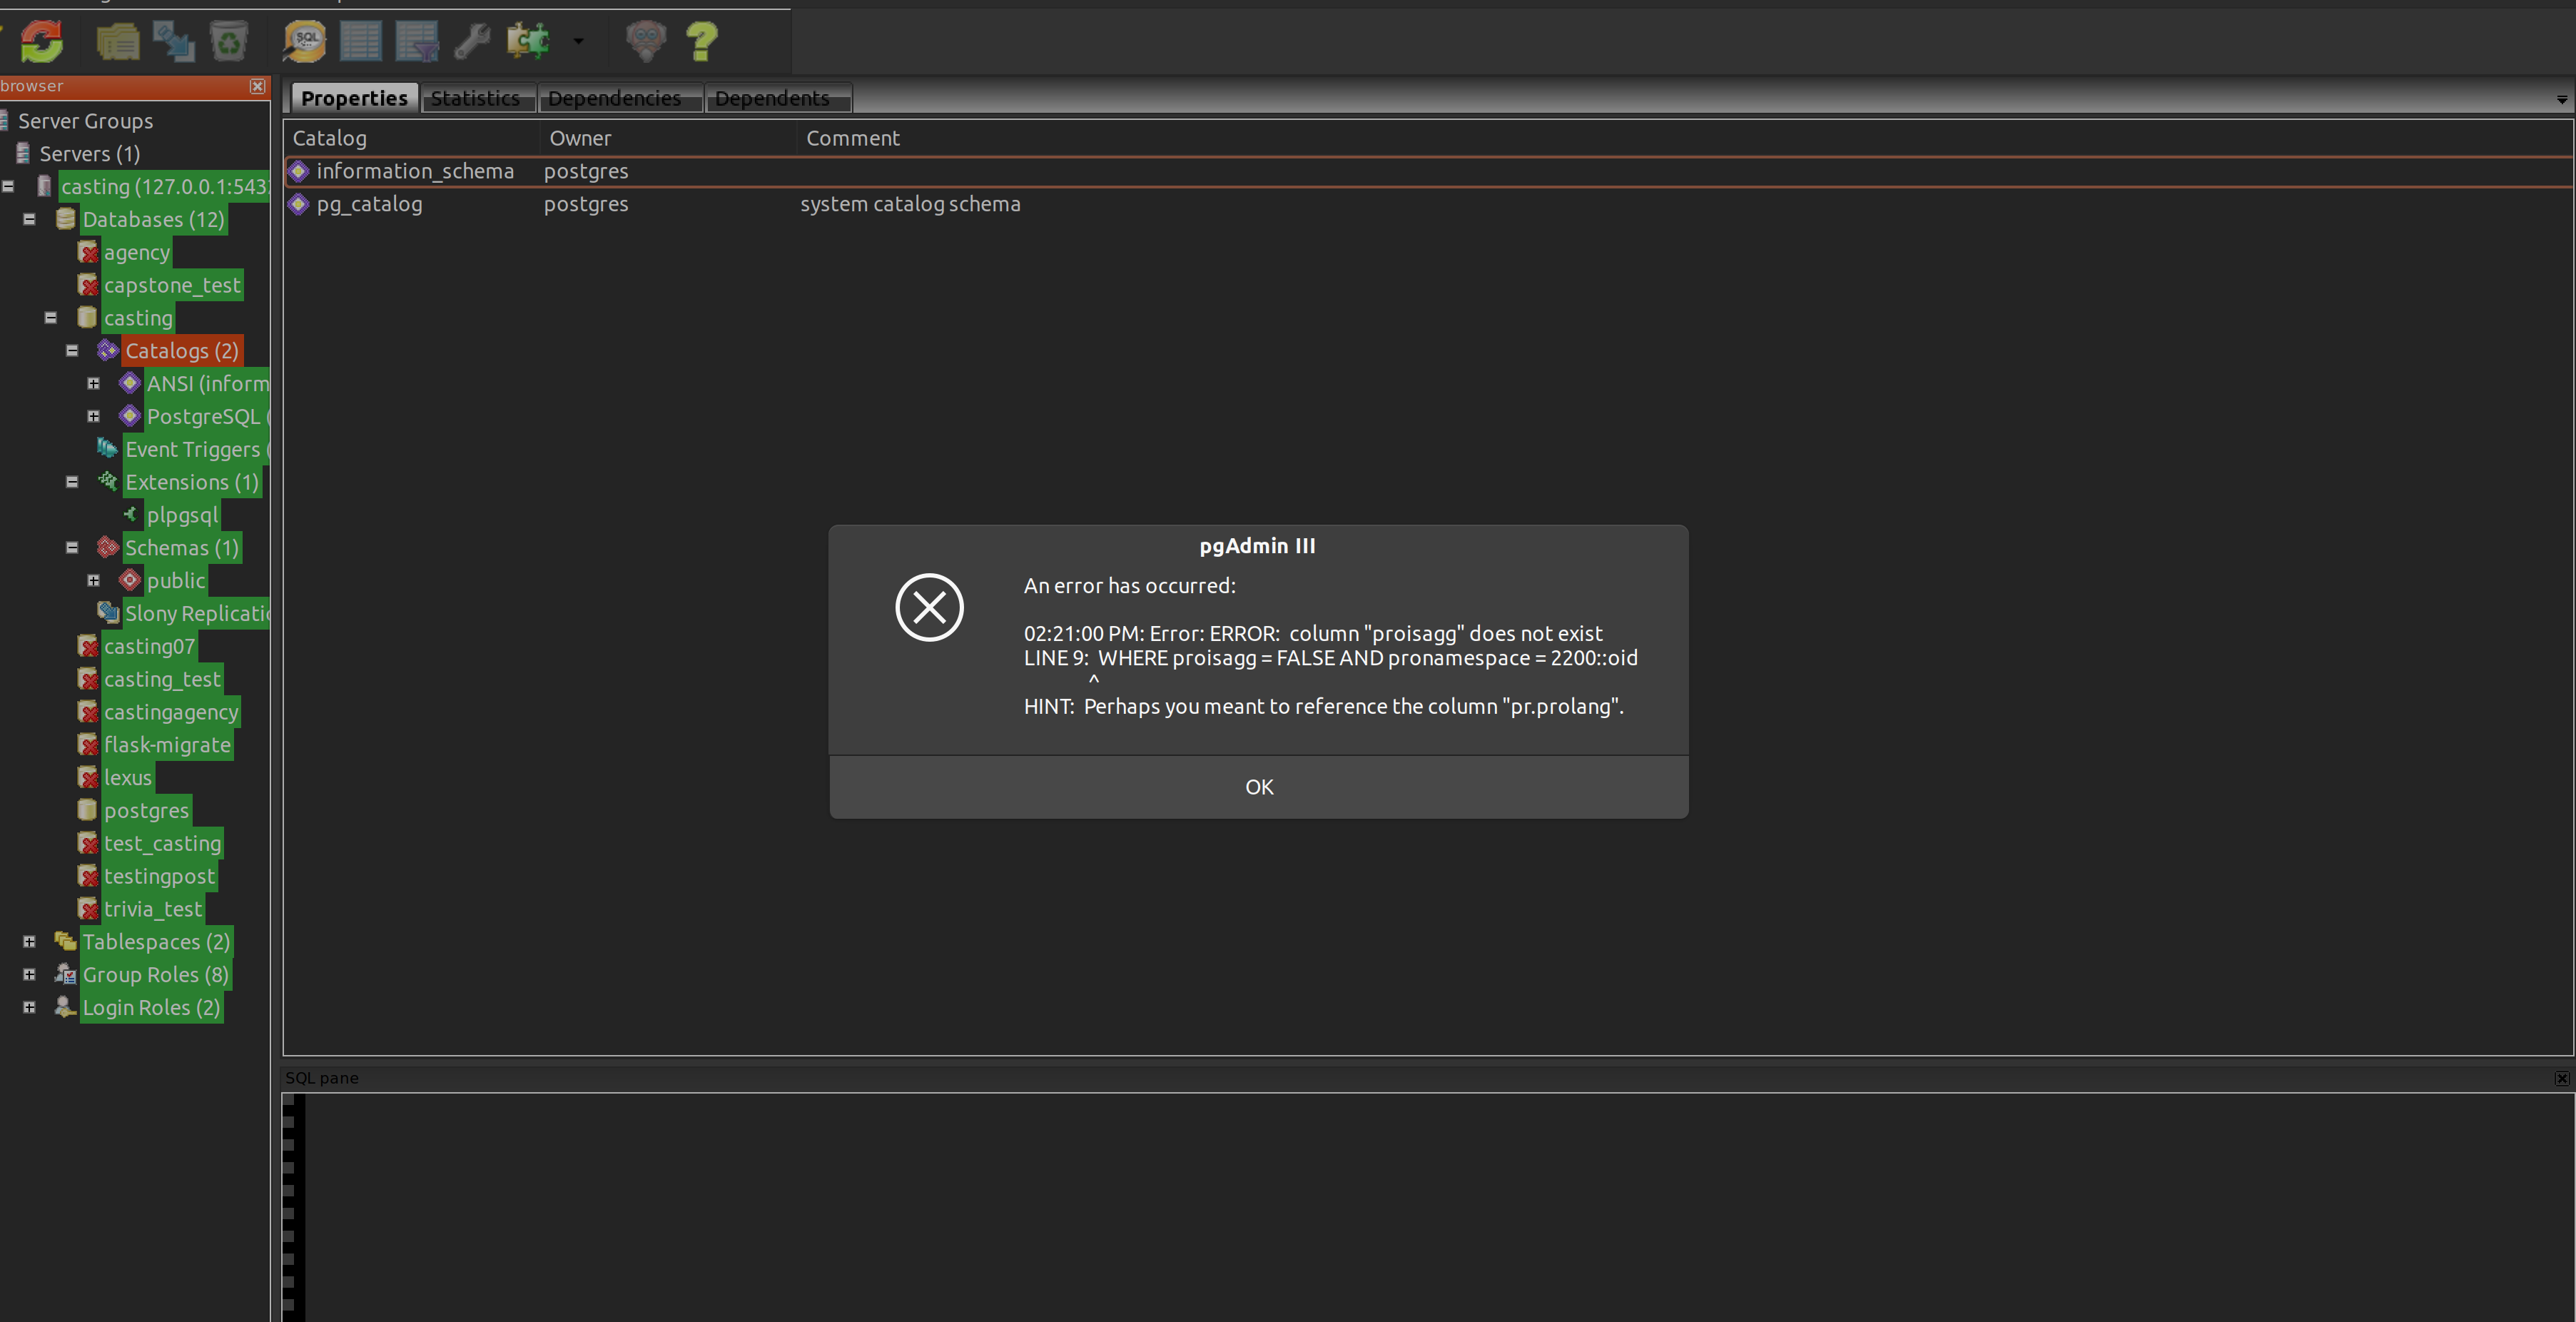 SQL
browser
Server Groups
Servers (1)
casting (127.0.0.1:543
Databases (12)
agency
capstone_test
casting
Catalogs (2)
ANSI (inform
PostgreSQL (
Event Triggers (
Extensions (1)
plpgsql
Schemas (1)
public
Slony Replicatio
casting07
casting_test
castingagency
flask-migrate
lexus
postgres
test_casting
testingpost
trivia_test
Tablespaces (2)
Group Roles (8)
Login Roles (2)
Properties Statistics Dependencies Dependents
Catalog Owner Comment
information_schema postgres
pg_catalog postgres system catalog schema
pgAdmin III
An error has occurred:
02:21:00 PM: Error: ERROR:  column "proisagg" does not exist
LINE 9:  WHERE proisagg = FALSE AND pronamespace = 2200::oid
^
HINT:  Perhaps you meant to reference the column "pr.prolang".
OK
SQL pane